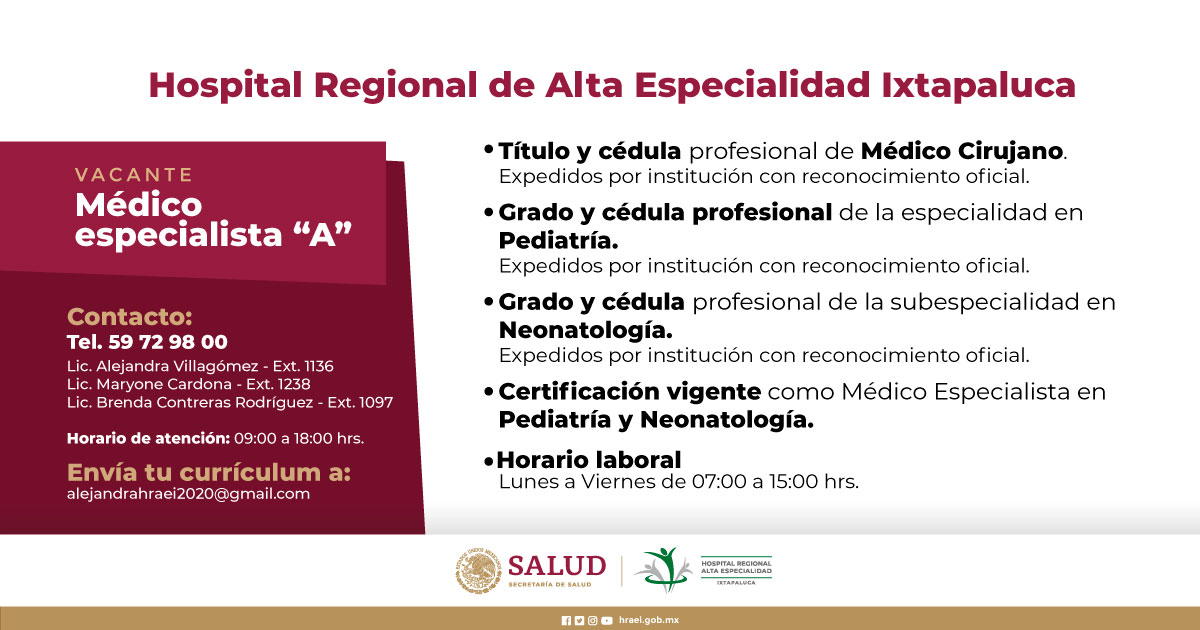 Hospital Regional de Alta Especialidad Ixtapaluca
VACANTE
Médico
especialista “A”
Contacto:
Tel. 59 72 98 00
Lic. Alejandra Villagómez - Ext. 1136
Lic. Maryone Cardona - Ext. 1238
Lic. Brenda Contreras Rodríguez - Ext. 1097
Horario de atención: 09:00 a 18:00 hrs.
Envía tu currículum a:
alejandrahraei2020@gmail.com
• Título y cédula profesional de Médico Cirujano.
Expedidos por institución con reconocimiento oficial.
• Grado y cédula profesional de la especialidad en
Pediatría.
Expedidos por institución con reconocimiento oficial.
• Grado y cédula profesional de la subespecialidad en
Neonatología.
Expedidos por institución con reconocimiento oficial.
• Certificación vigente como Médico Especialista en
Pediatría y Neonatología.
• Horario laboral
Lunes a Viernes de 07:00 a 15:00 hrs.
ESTADOS UNIDOS MEXICANOS
SALUD
SECRETARÍA DE SALUD
HOSPITAL REGIONAL
ALTA ESPECIALIDAD
IXTAPALUCA
hraei.gob.mx